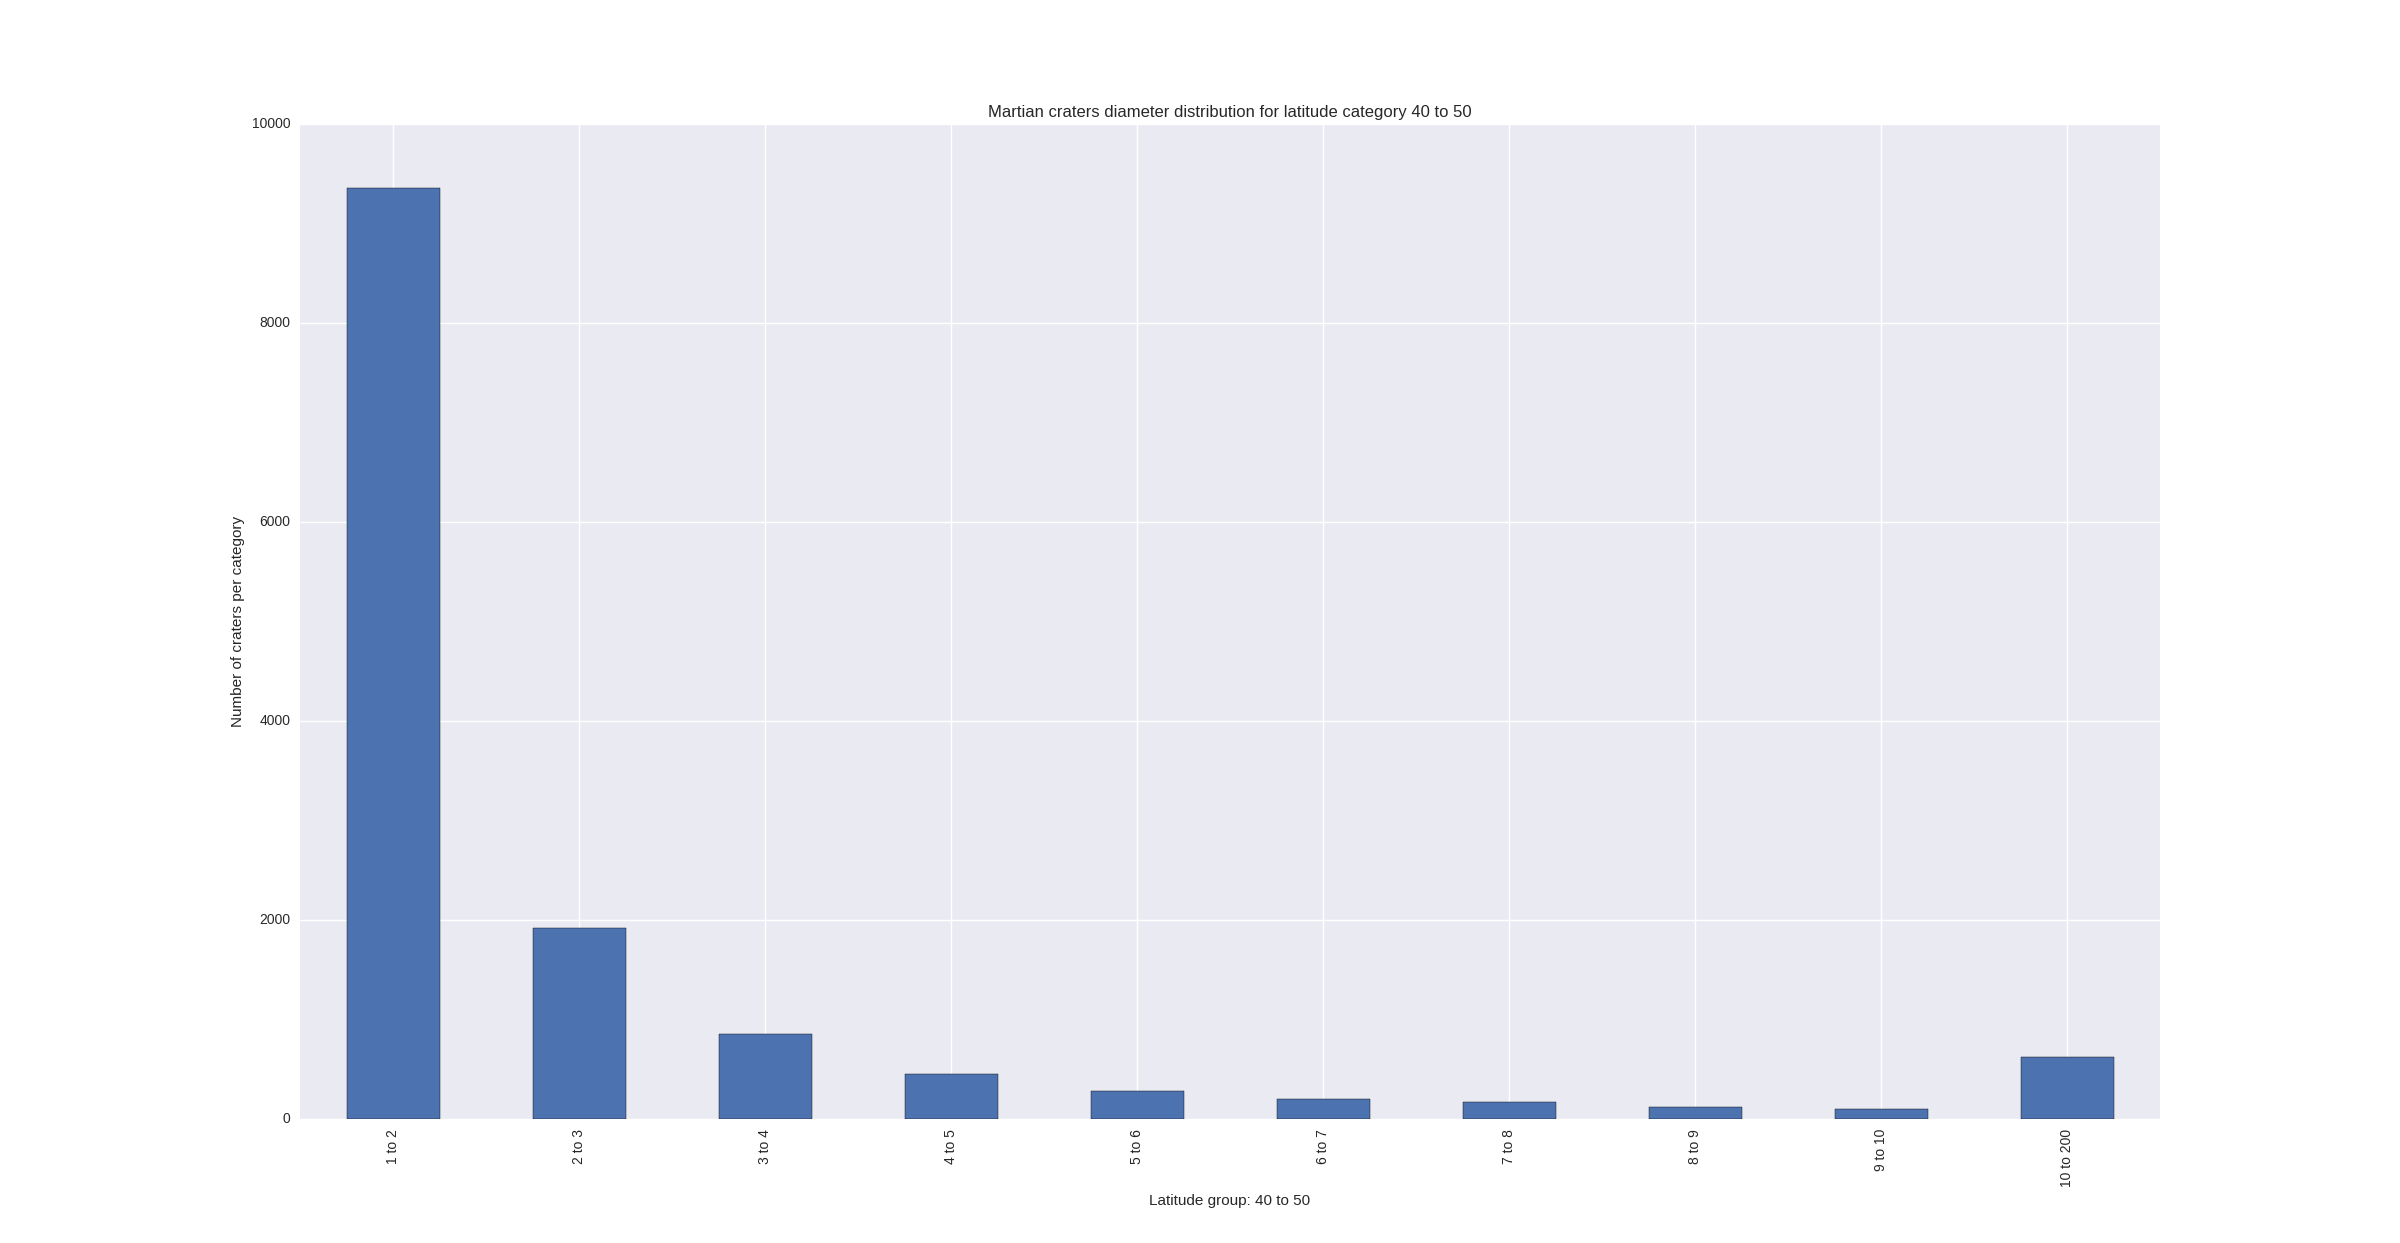 Martian craters diameter distribution for latitude category 40 to 50
10000
8000
6000
4000
2000
0
Number of craters per category
1 to 2
2 to 3
3 to 4
4 to 5
5 to 6
6 to 7
7 to 8
8 to 9
9 to 10
10 to 200
Latitude group: 40 to 50